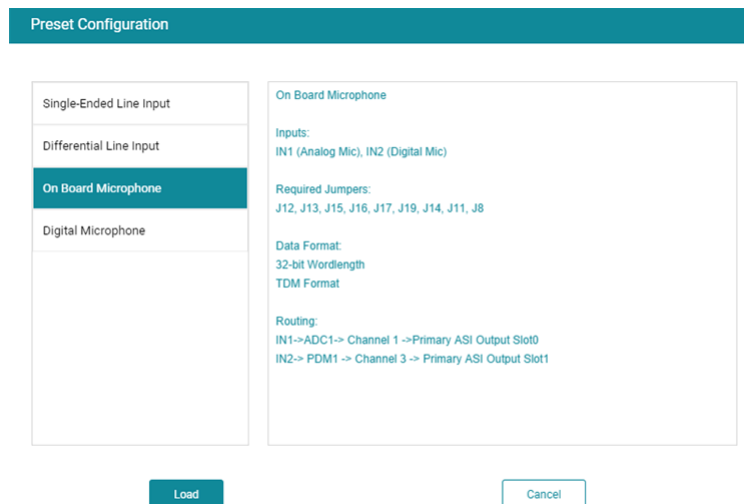 Preset Configuration
Single-Ended Line Input
Differential Line Input
On Board Microphone
Digital Microphone
On Board Microphone
Inputs:
IN1 (Analog Mic), IN2 (Digital Mic)
Required Jumpers:
J12, J13, J15, J16, J17, J19, J14, J11, J8
Data Format:
32-bit Wordlength
TDM Format
Routing:
IN1->ADC1-> Channel 1 ->Primary ASI Output Slot0
IN2-> PDM1 -> Channel 3 -> Primary ASI Output Slot1
Load
Cancel